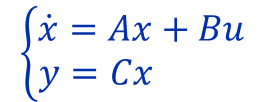 ẋ = Ax + Bu
y = Cx